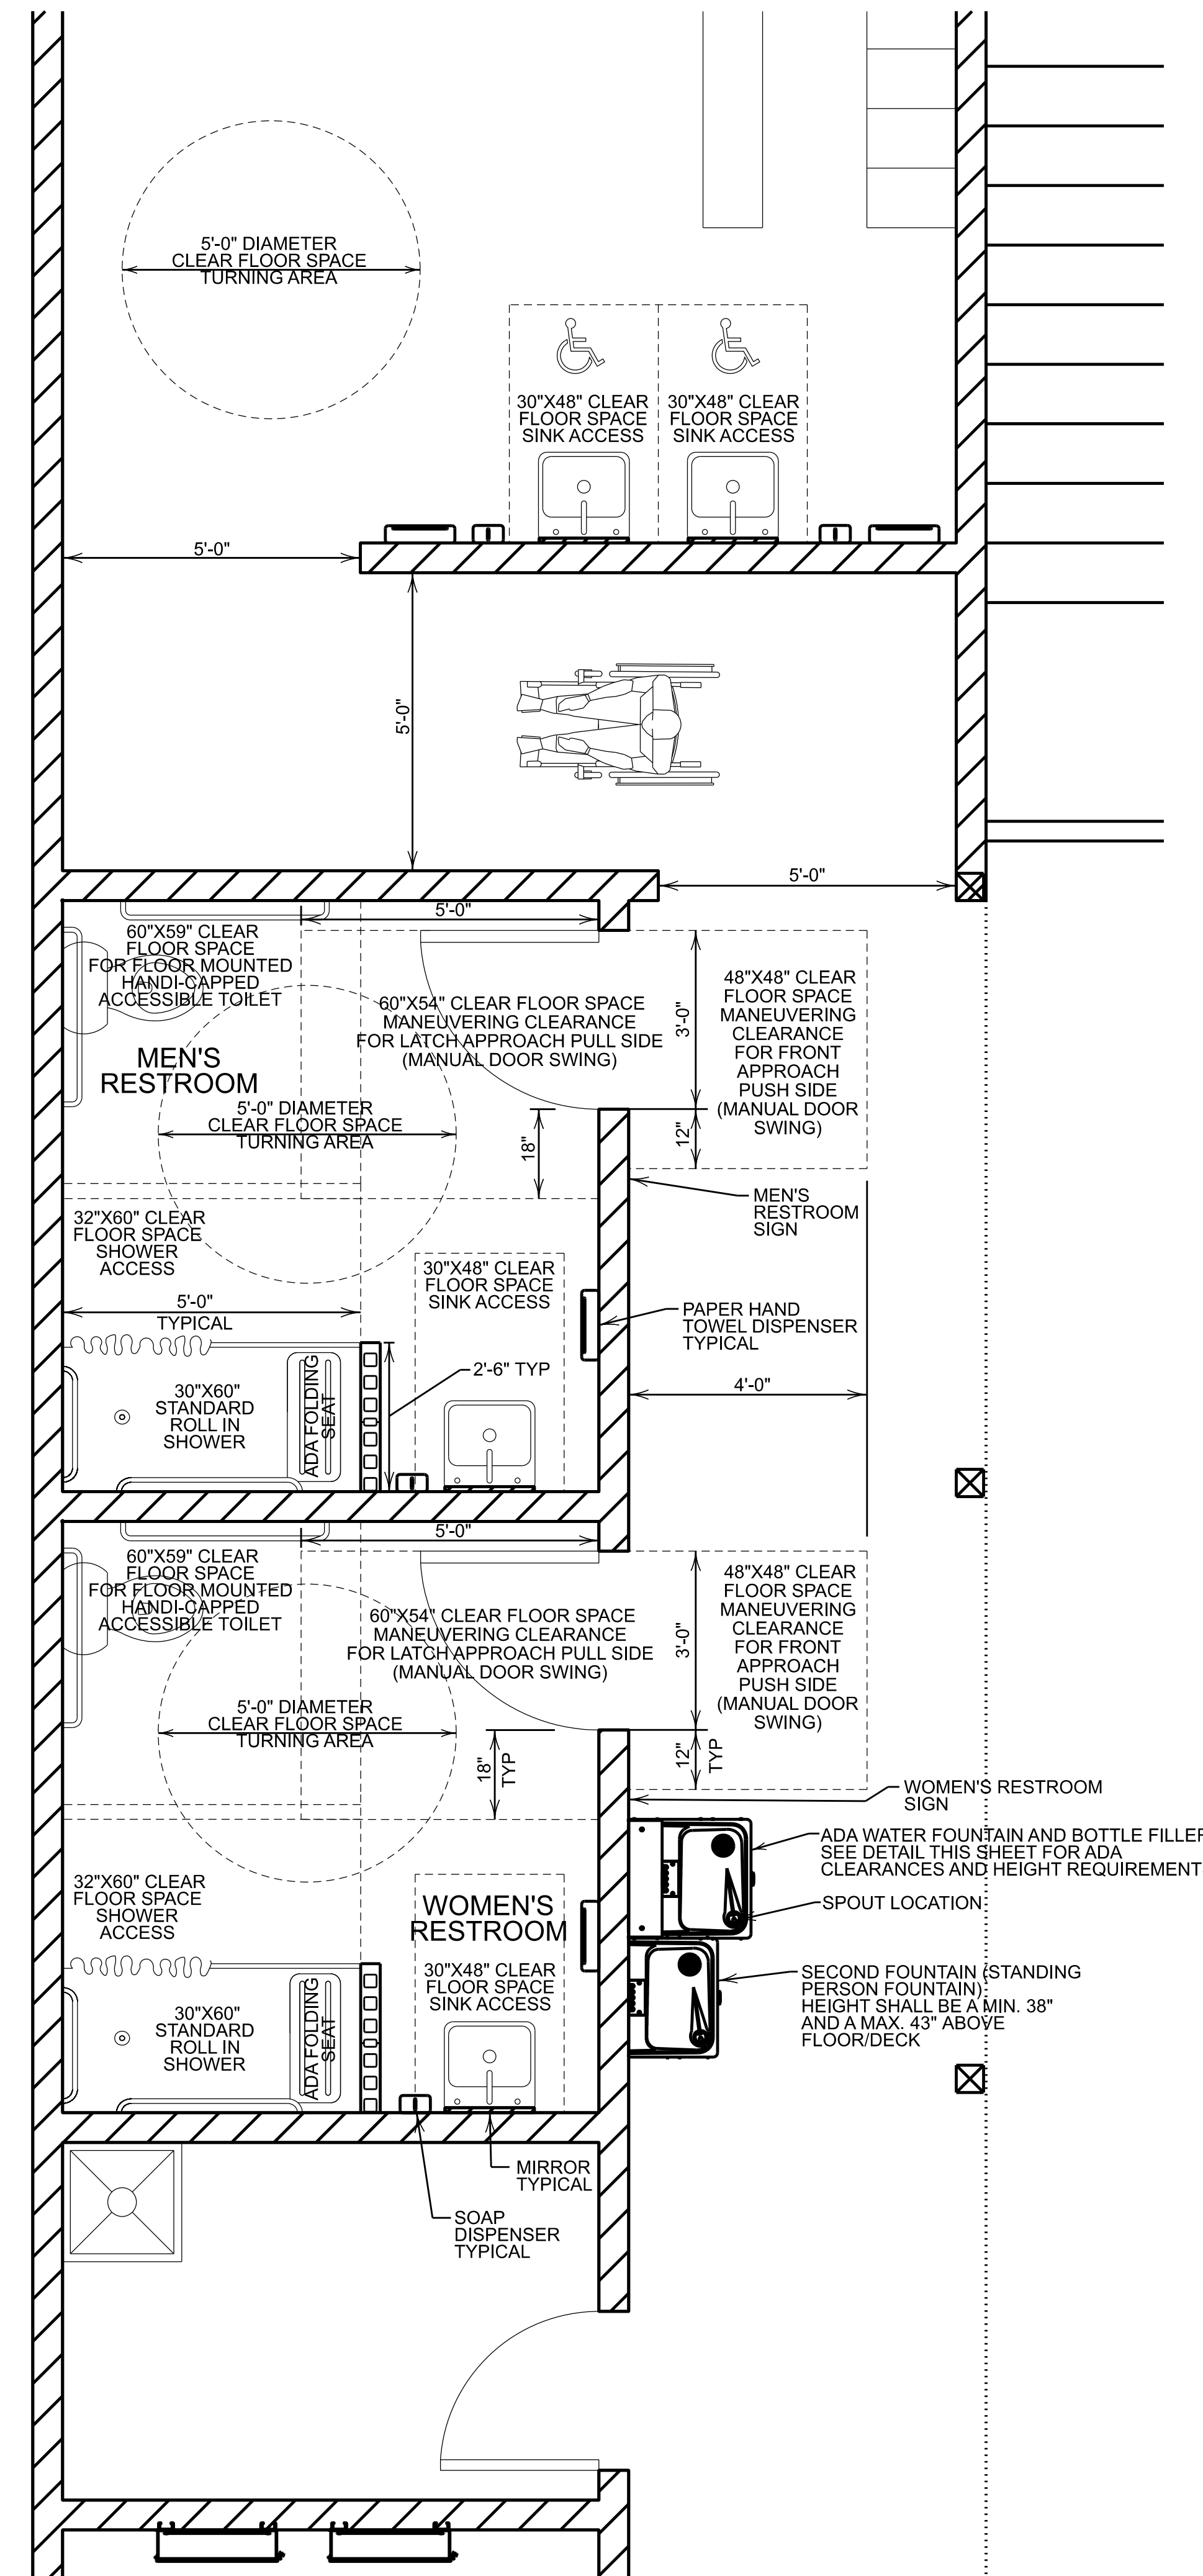 5'-0" DIAMETER
CLEAR FLOOR SPACE
TURNING AREA
30"X48" CLEAR
FLOOR SPACE
SINK ACCESS
30"X48" CLEAR
FLOOR SPACE
SINK ACCESS
5'-0"
5'-0"
5'-0"
5'-0"
60"X59" CLEAR
FLOOR SPACE
FOR FLOOR MOUNTED
HANDI-CAPPED
ACCESSIBLE TOILET
60"X54" CLEAR FLOOR SPACE
MANEUVERING CLEARANCE
FOR LATCH APPROACH PULL SIDE
(MANUAL DOOR SWING)
3'-0"
48"X48" CLEAR
FLOOR SPACE
MANEUVERING
CLEARANCE
FOR FRONT
APPROACH
PUSH SIDE
(MANUAL DOOR
SWING)
MEN'S
RESTROOM
5'-0" DIAMETER
CLEAR FLOOR SPACE
TURNING AREA
18"
12"
MEN'S
RESTROOM
SIGN
32"X60" CLEAR
FLOOR SPACE
SHOWER
ACCESS
30"X48" CLEAR
FLOOR SPACE
SINK ACCESS
5'-0"
TYPICAL
PAPER HAND
TOWEL DISPENSER
TYPICAL
2'-6" TYP
4'-0"
30"X60"
STANDARD
ROLL IN
SHOWER
ADA FOLDING
SEAT
5'-0"
60"X59" CLEAR
FLOOR SPACE
FOR FLOOR MOUNTED
HANDI-CAPPED
ACCESSIBLE TOILET
60"X54" CLEAR FLOOR SPACE
MANEUVERING CLEARANCE
FOR LATCH APPROACH PULL SIDE
(MANUAL DOOR SWING)
3'-0"
48"X48" CLEAR
FLOOR SPACE
MANEUVERING
CLEARANCE
FOR FRONT
APPROACH
PUSH SIDE
(MANUAL DOOR
SWING)
5'-0" DIAMETER
CLEAR FLOOR SPACE
TURNING AREA
18"
TYP
12"
TYP
WOMEN'S RESTROOM
SIGN
ADA WATER FOUNTAIN AND BOTTLE FILLER
SEE DETAIL THIS SHEET FOR ADA
CLEARANCES AND HEIGHT REQUIREMENT
SPOUT LOCATION
32"X60" CLEAR
FLOOR SPACE
SHOWER
ACCESS
WOMEN'S
RESTROOM
30"X48" CLEAR
FLOOR SPACE
SINK ACCESS
SECOND FOUNTAIN (STANDING
PERSON FOUNTAIN)
HEIGHT SHALL BE A MIN. 38"
AND A MAX. 43" ABOVE
FLOOR/DECK
30"X60"
STANDARD
ROLL IN
SHOWER
ADA FOLDING
SEAT
MIRROR
TYPICAL
SOAP
DISPENSER
TYPICAL